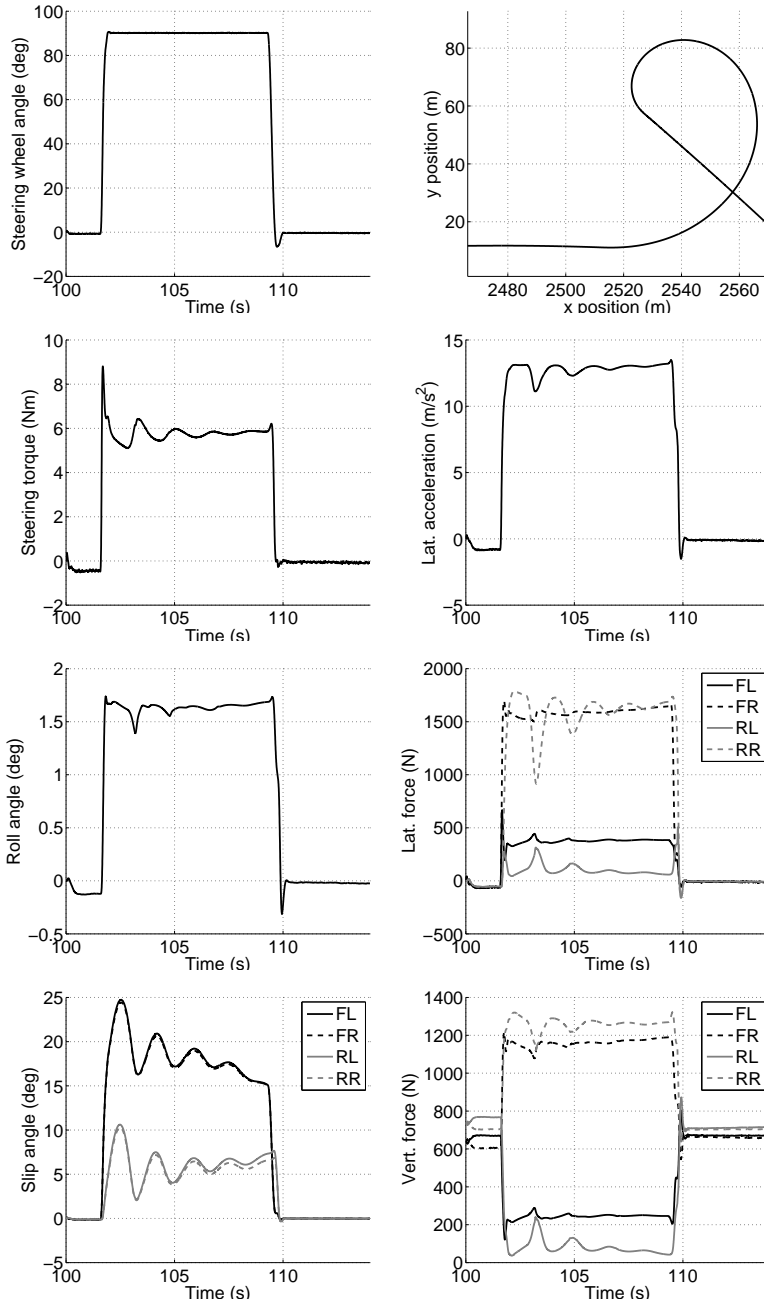 100
80
60
40
20
0
−20
100
105
110
Steering wheel angle (deg)
Time (s)
80
60
40
20
2480
2500
2520
2540
2560
y position (m)
x position (m)
10
8
6
4
2
0
−2
100
105
110
Steering torque (Nm)
Time (s)
15
10
5
0
−5
100
105
110
Lat. acceleration (m/s²)
Time (s)
2
1.5
1
0.5
0
−0.5
100
105
110
Roll angle (deg)
Time (s)
2000
1500
1000
500
0
−500
100
105
110
Lat. force (N)
Time (s)
FL
FR
RL
RR
25
20
15
10
5
0
−5
100
105
110
Slip angle (deg)
Time (s)
FL
FR
RL
RR
1400
1200
1000
800
600
400
200
0
100
105
110
Vert. force (N)
Time (s)
FL
FR
RL
RR